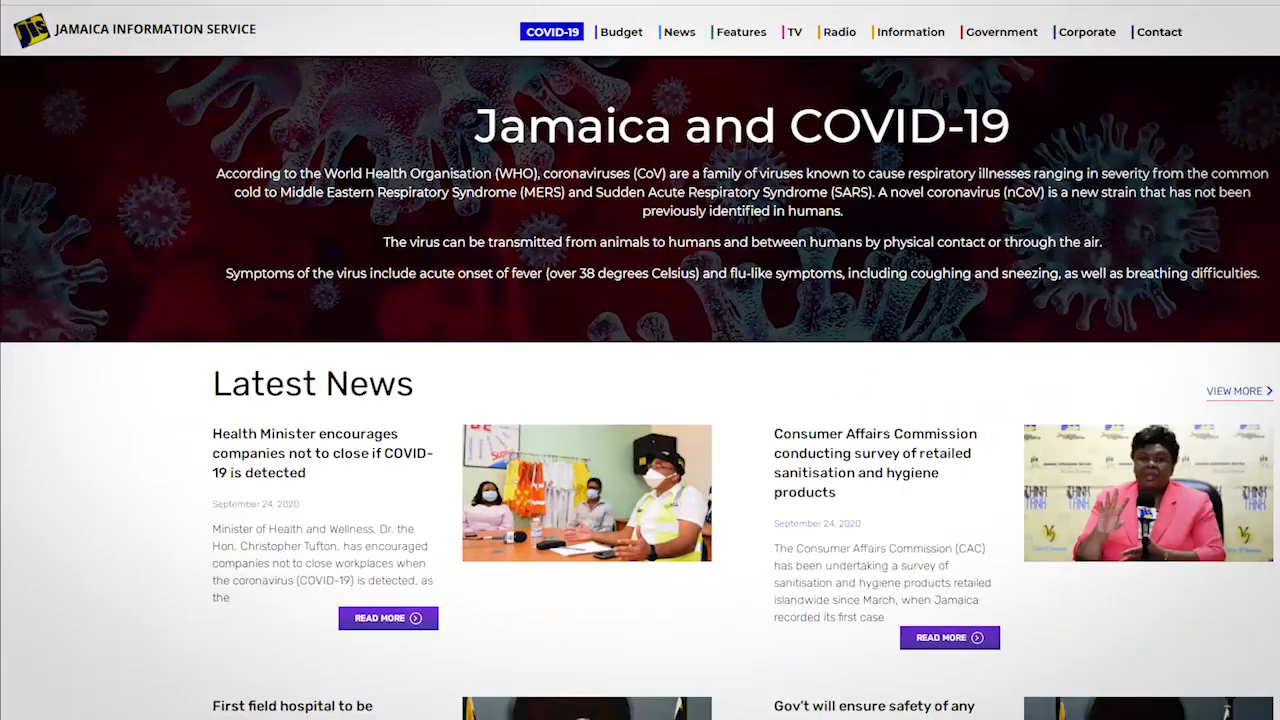 jis JAMAICA INFORMATION SERVICE
COVID-19 Budget News Features TV Radio Information Government Corporate Contact
Jamaica and COVID-19
According to the World Health Organisation (WHO), coronaviruses (CoV) are a family of viruses known to cause respiratory illnesses ranging in severity from the common
cold to Middle Eastern Respiratory Syndrome (MERS) and Sudden Acute Respiratory Syndrome (SARS). A novel coronavirus (nCoV) is a new strain that has not been
previously identified in humans.
The virus can be transmitted from animals to humans and between humans by physical contact or through the air.
Symptoms of the virus include acute onset of fever (over 38 degrees Celsius) and flu-like symptoms, including coughing and sneezing, as well as breathing difficulties.
Latest News
VIEW MORE
Health Minister encourages
companies not to close if COVID-
19 is detected
September 24, 2020
Minister of Health and Wellness, Dr. the
Hon. Christopher Tufton, has encouraged
companies not to close workplaces when
the coronavirus (COVID-19) is detected, as
the
READ MORE
Consumer Affairs Commission
conducting survey of retailed
sanitisation and hygiene
products
September 24, 2020
The Consumer Affairs Commission (CAC)
has been undertaking a survey of
sanitisation and hygiene products retailed
islandwide since March, when Jamaica
recorded its first case
READ MORE
THINK
TANK
First field hospital to be
Gov't will ensure safety of any